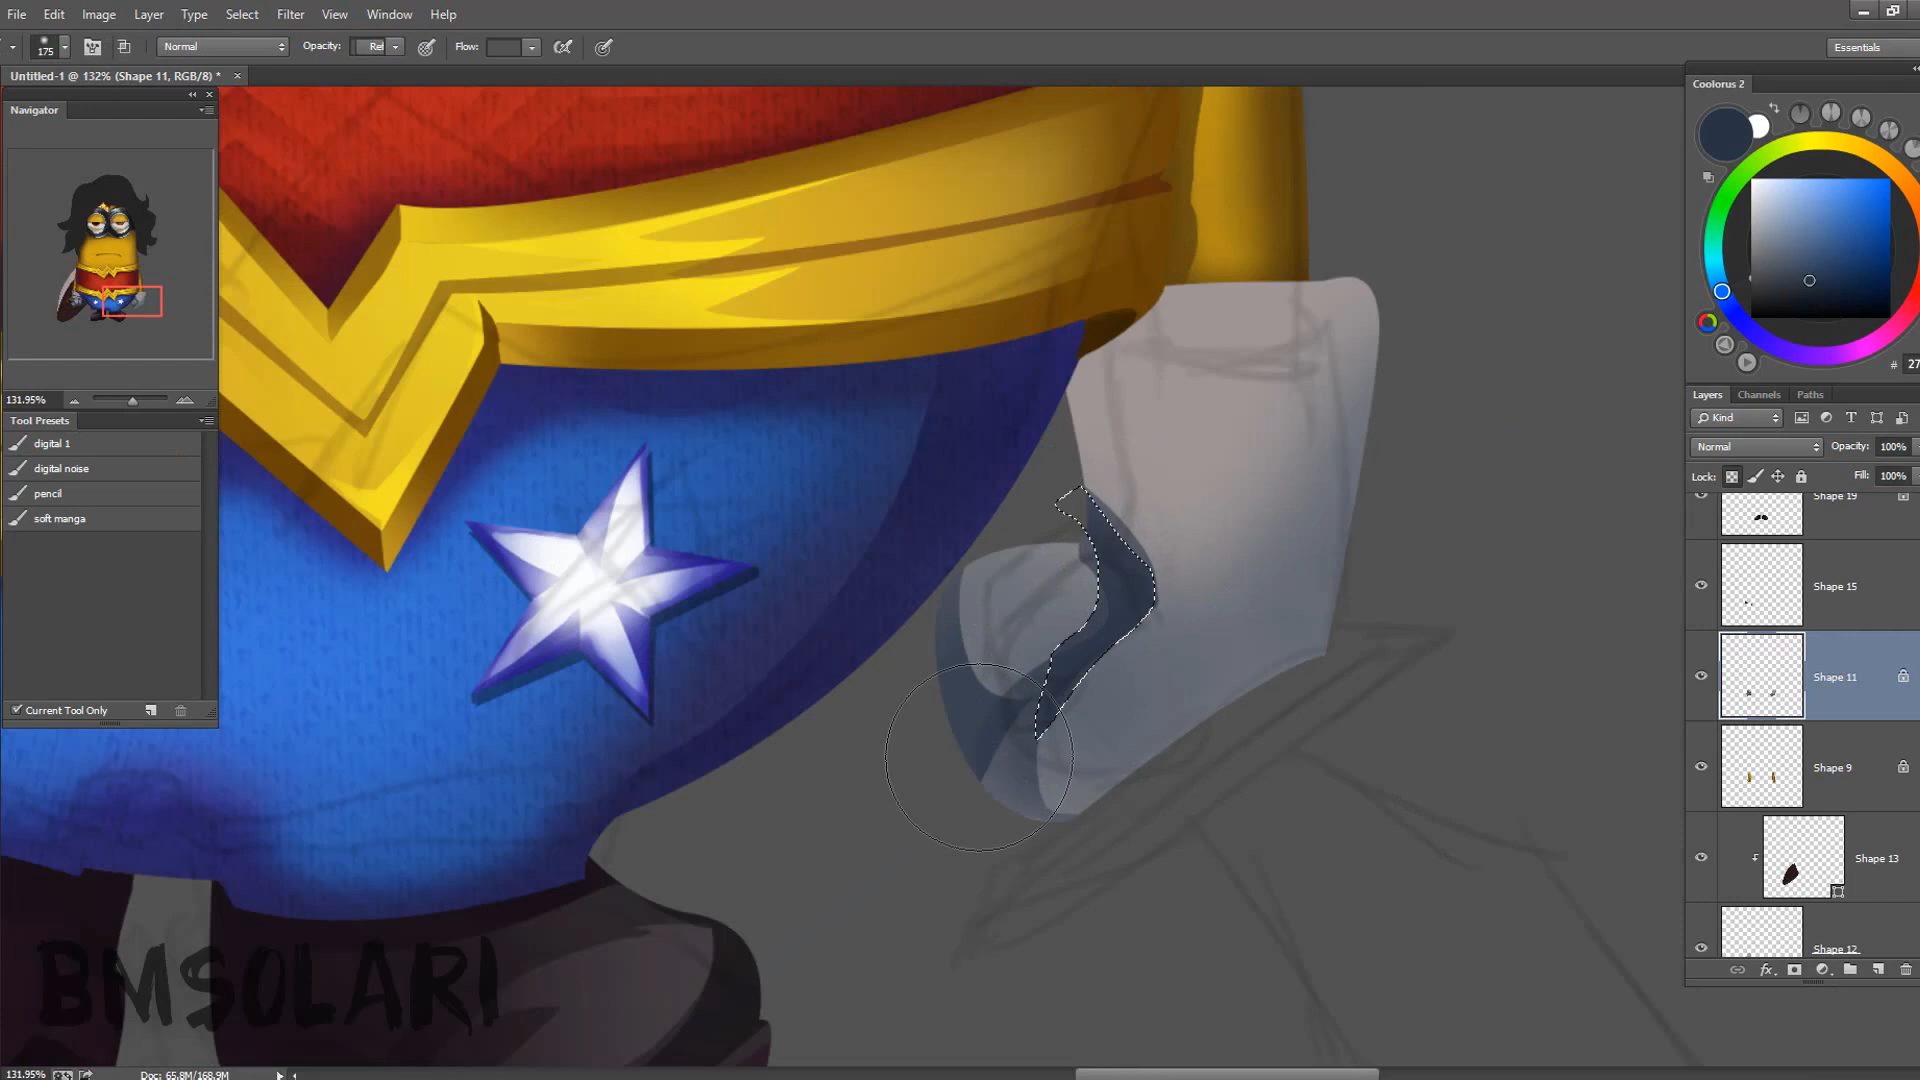 File Edit Image Layer Type Select Filter View Window Help
175 Normal Opacity: Flow: Essentials
Untitled-1 @ 132% (Shape 11, RGB/8) *
Navigator
131.95%
Tool Presets
digital 1
digital noise
pencil
soft manga
Current Tool Only
BMSOLARI
131.95% Doc: 65.8M/168.9M
Coolorus 2
# 27
Layers Channels Paths
Kind
Normal Opacity: 100%
Lock: Fill: 100%
Shape 19
Shape 15
Shape 11
Shape 9
Shape 13
Shape 12
fx